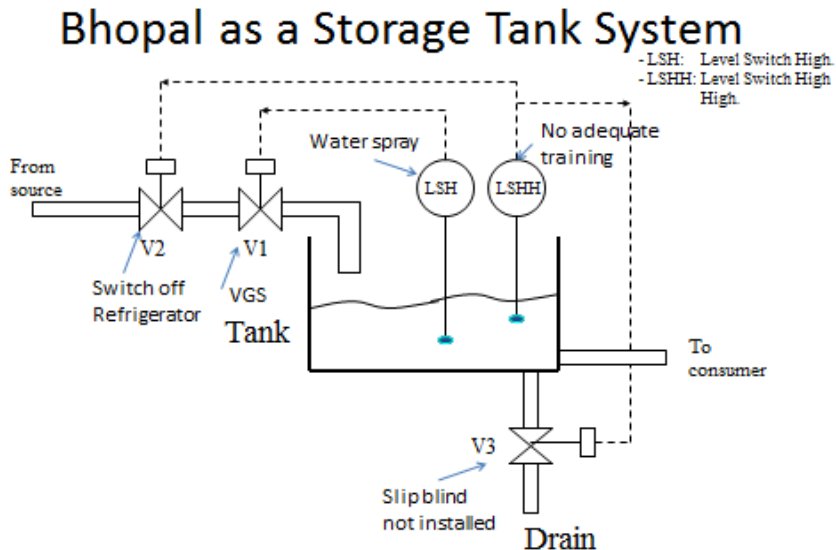 Bhopal as a Storage Tank System
- LSH: Level Switch High.
- LSHH: Level Switch High
High.
Water spray
No adequate
training
From
source
LSH
LSHH
V2
V1
Switch off
Refrigerator
VGS
Tank
To
consumer
V3
Slip blind
not installed
Drain